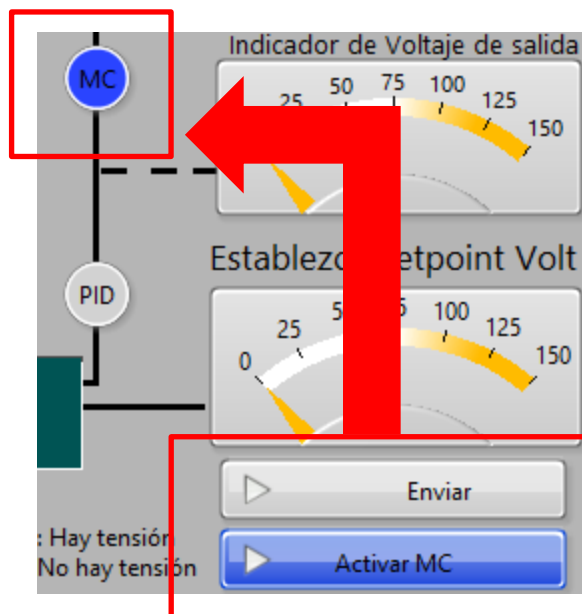 Indicador de Voltaje de salida
MC
25 50 75 100 125 150
Establezc etpoint Volt
PID
0 25 5 5 100 125 150
Enviar
: Hay tensión
No hay tensión
Activar MC